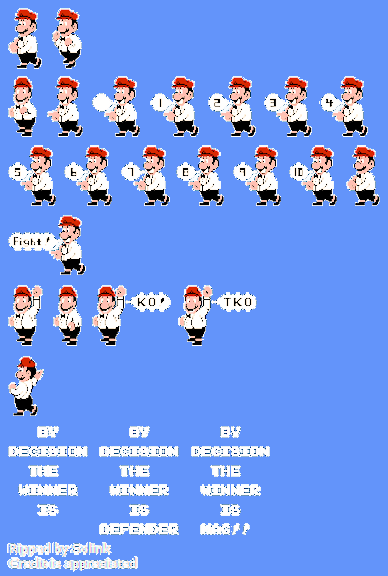 1 2 3 4
5 6 7 8 9 10
Fight!
KO! TKO
BY BY BY
DECISION DECISION DECISION
THE THE THE
WINNER WINNER WINNER
IS IS IS
DEFENDER MAC!!
Ripped by
Credit is appreciated